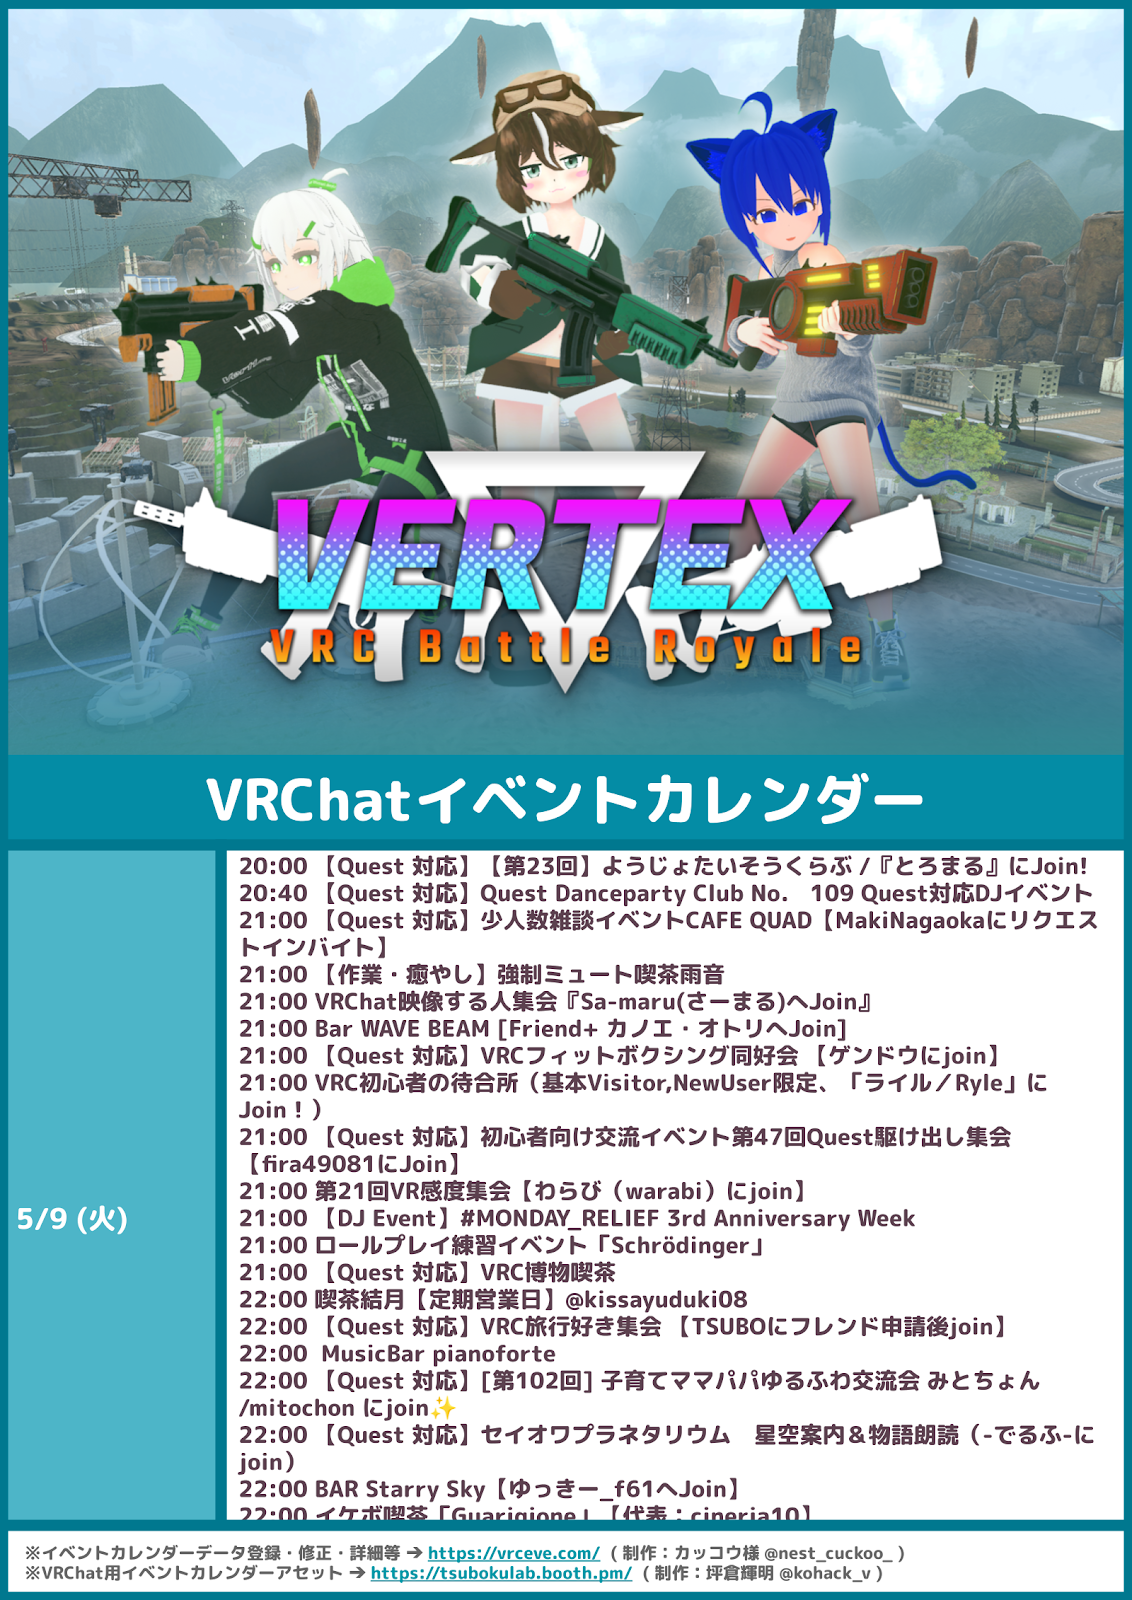 VERTEX
VRC Battle Royale
VRChatイベントカレンダー
5/9 (火)
20:00 【Quest 対応】【第23回】ようじょたいそうくらぶ /『とろまる』にJoin!
20:40 【Quest 対応】Quest Danceparty Club No.　109 Quest対応DJイベント
21:00 【Quest 対応】少人数雑談イベントCAFE QUAD【MakiNagaokaにリクエス
トインバイト】
21:00 【作業・癒やし】強制ミュート喫茶雨音
21:00 VRChat映像する人集会『Sa-maru(さーまる)へJoin』
21:00 Bar WAVE BEAM [Friend+ カノエ・オトリへJoin]
21:00 【Quest 対応】VRCフィットボクシング同好会 【ゲンドウにjoin】
21:00 VRC初心者の待合所（基本Visitor,NewUser限定、「ライル／Ryle」に
Join！）
21:00 【Quest 対応】初心者向け交流イベント第47回Quest駆け出し集会
【fira49081にJoin】
21:00 第21回VR感度集会【わらび（warabi）にjoin】
21:00 【DJ Event】#MONDAY_RELIEF 3rd Anniversary Week
21:00 ロールプレイ練習イベント「Schrödinger」
21:00 【Quest 対応】VRC博物喫茶
22:00 喫茶結月【定期営業日】@kissayuduki08
22:00 【Quest 対応】VRC旅行好き集会 【TSUBOにフレンド申請後join】
22:00  MusicBar pianoforte
22:00 【Quest 対応】[第102回] 子育てママパパゆるふわ交流会 みとちょん
/mitochon にjoin✨
22:00 【Quest 対応】セイオワプラネタリウム　星空案内＆物語朗読（-でるふ-に
join）
22:00 BAR Starry Sky【ゆっきー_f61へJoin】
22:00 イケボ喫茶「Guarigione」【代表：cineria10】
※イベントカレンダーデータ登録・修正・詳細等 → https://vrceve.com/ （制作：カッコウ様 @nest_cuckoo_ ）
※VRChat用イベントカレンダーアセット → https://tsubokulab.booth.pm/ （制作：坪倉輝明 @kohack_v ）